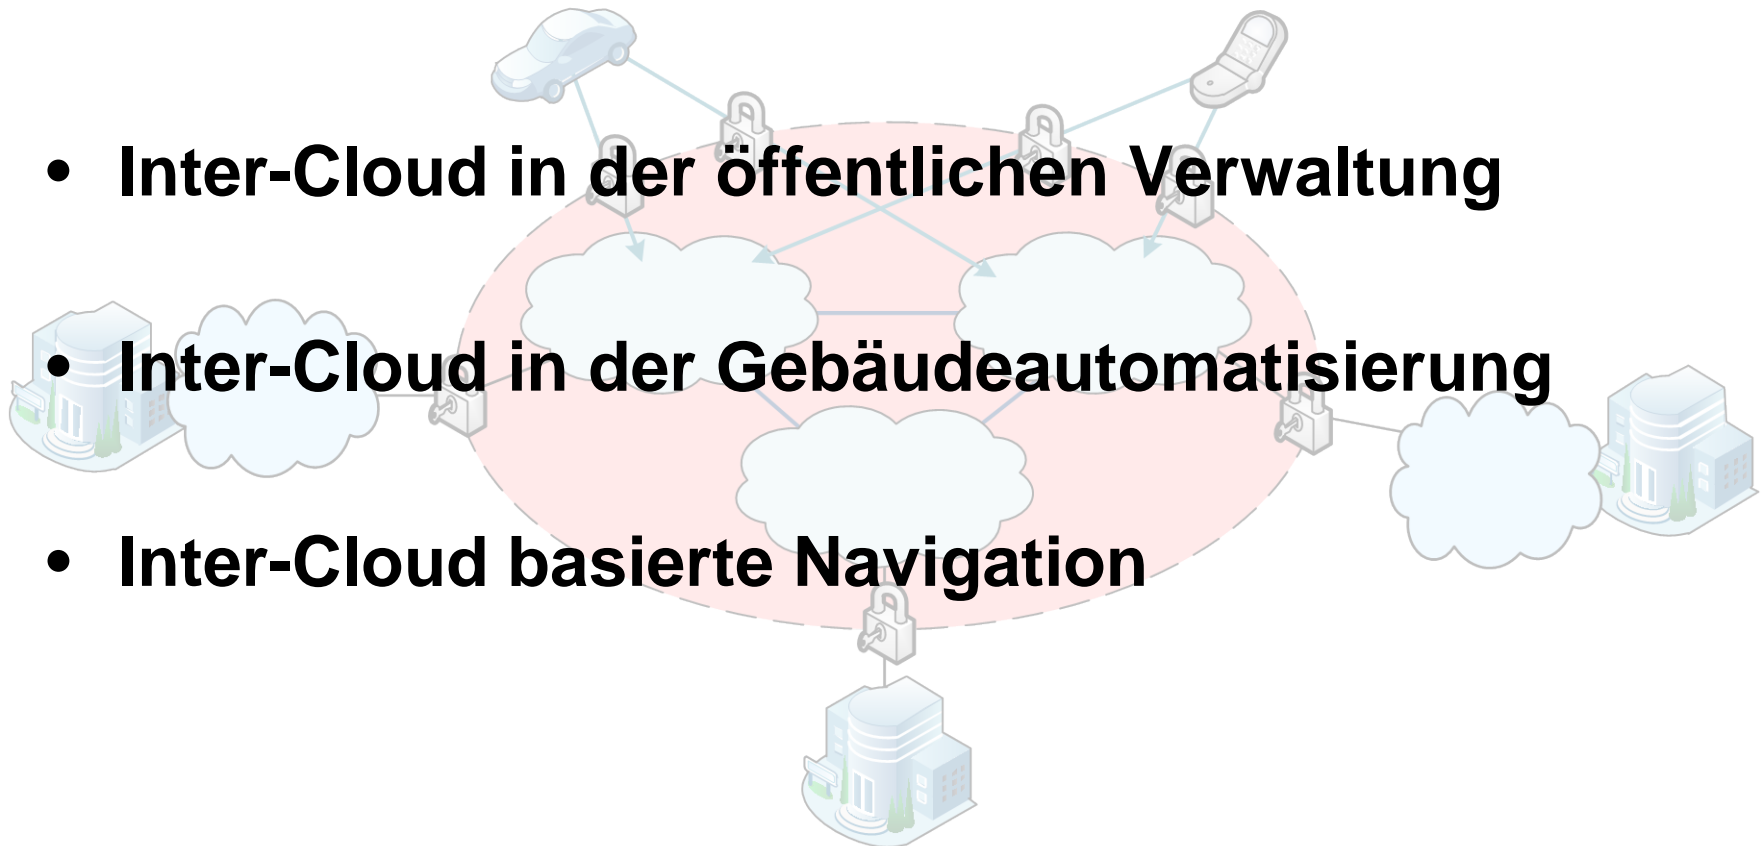 • Inter-Cloud in der öffentlichen Verwaltung
• Inter-Cloud in der Gebäudeautomatisierung
• Inter-Cloud basierte Navigation